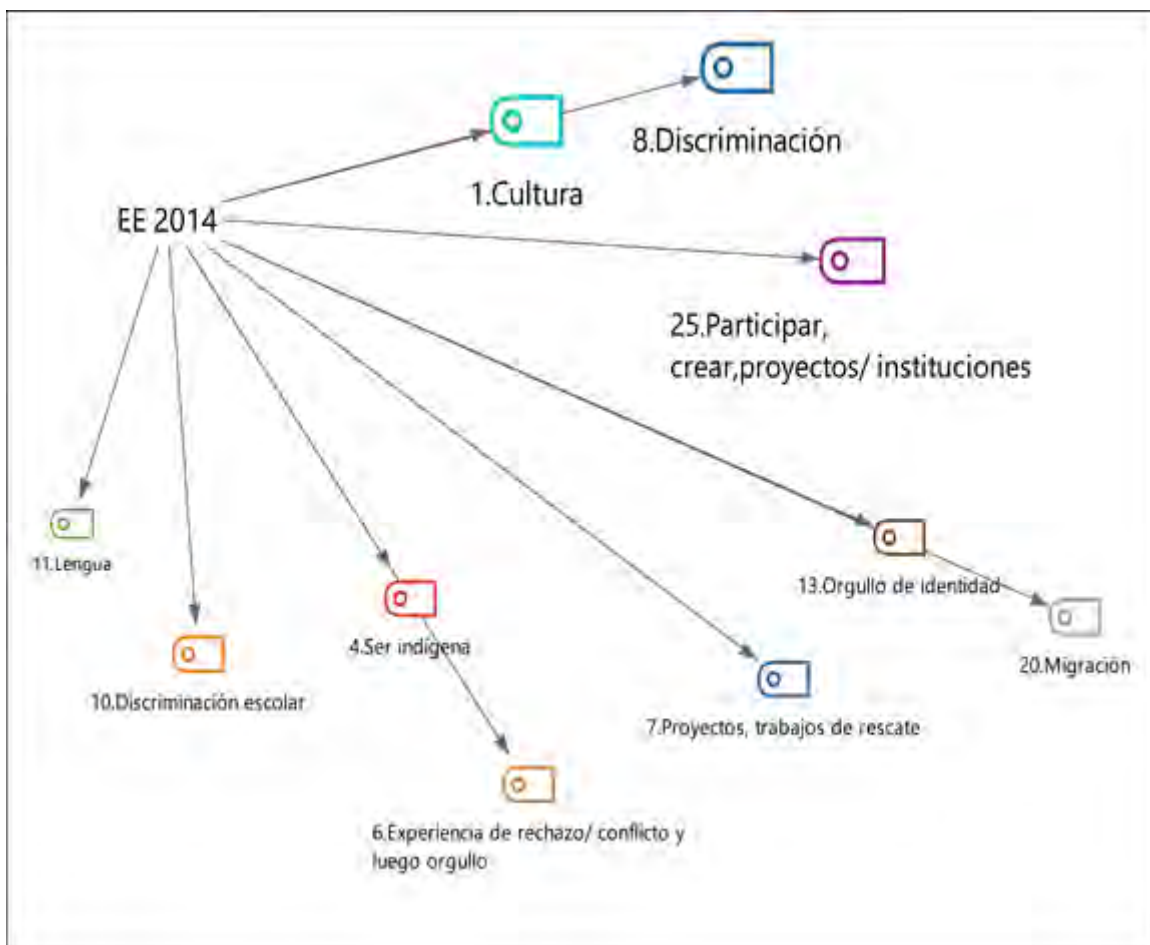 8.Discriminación
1.Cultura
EE 2014
25.Participar,
crear,proyectos/ instituciones
11.Lengua
13.Orgullo de identidad
4.Ser indígena
20.Migración
10.Discriminación escolar
7.Proyectos, trabajos de rescate
6.Experiencia de rechazo/ conflicto y
luego orgullo